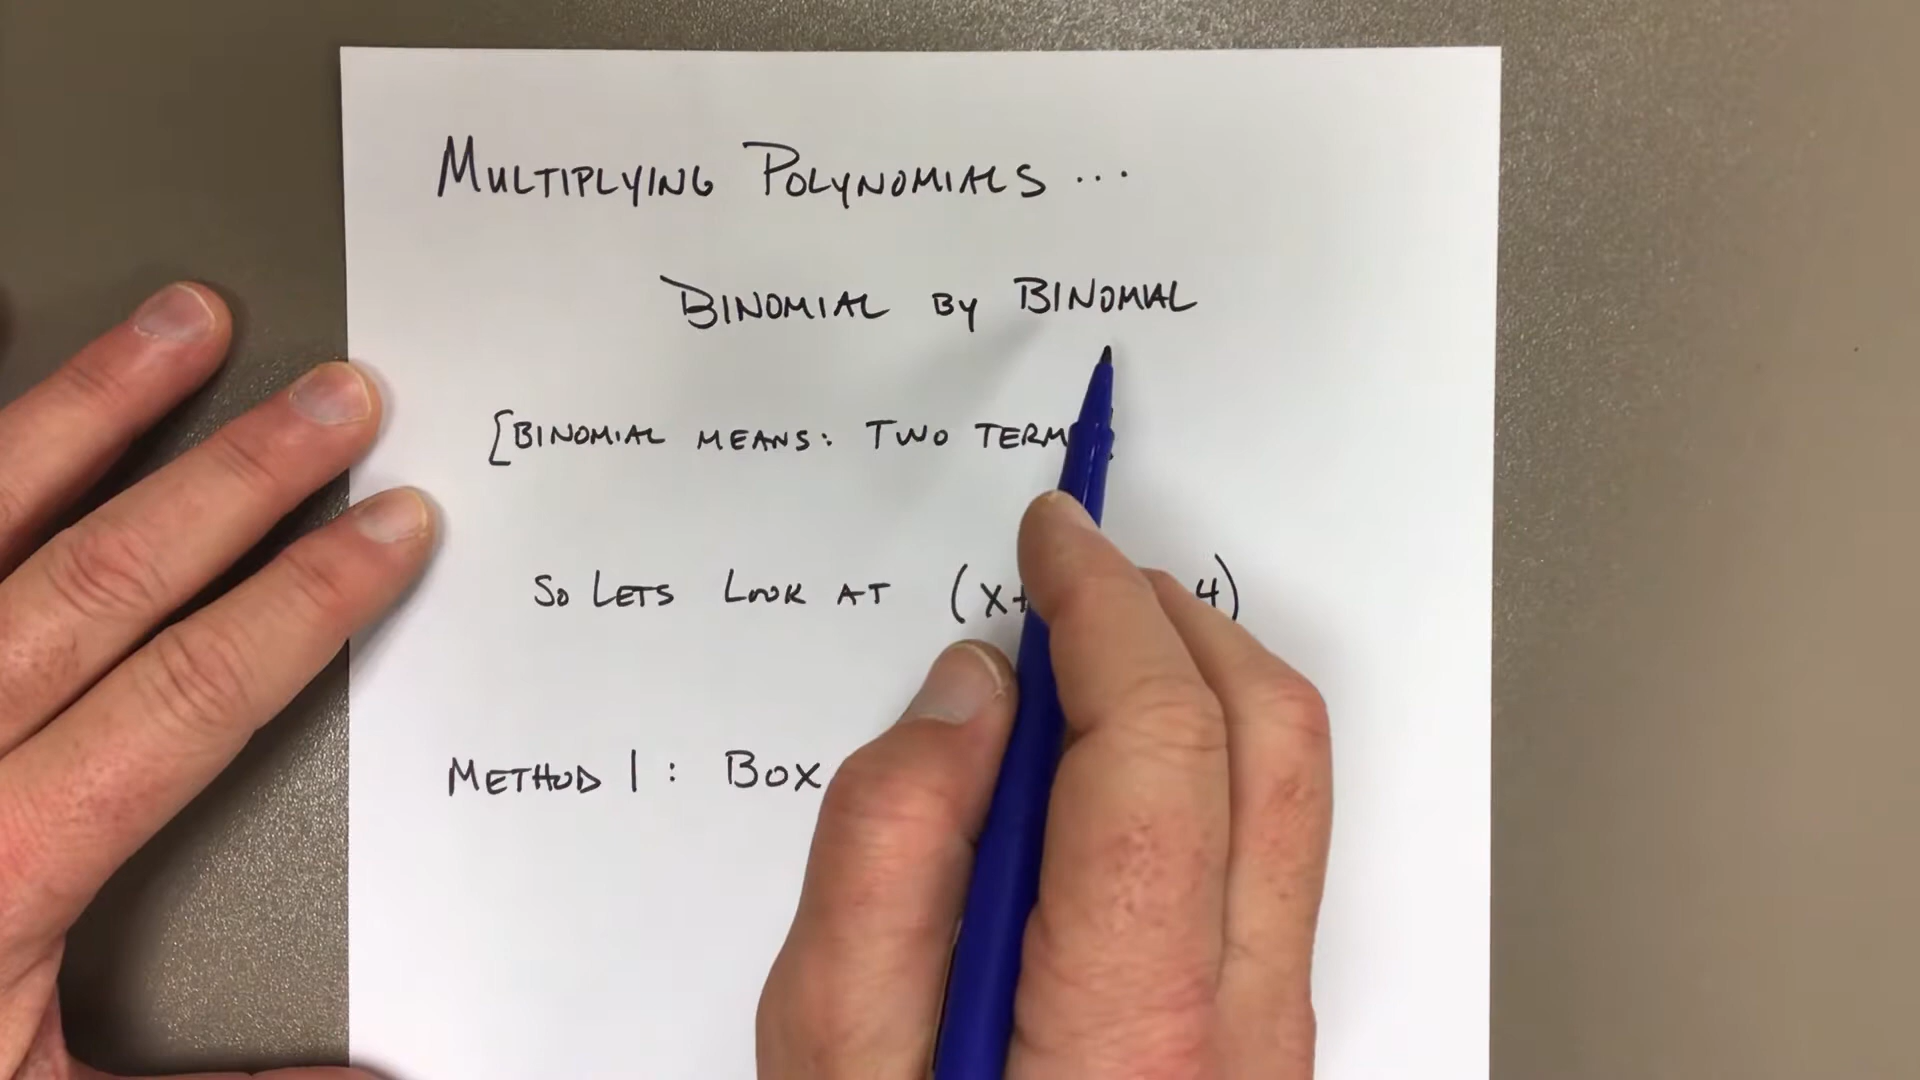 MULTIPLYING POLYNOMIALS ...
BINOMIAL BY BINOMIAL
[BINOMIAL MEANS: TWO TERM
SO LETS LOOK AT (x+ 4)
METHOD 1: BOX